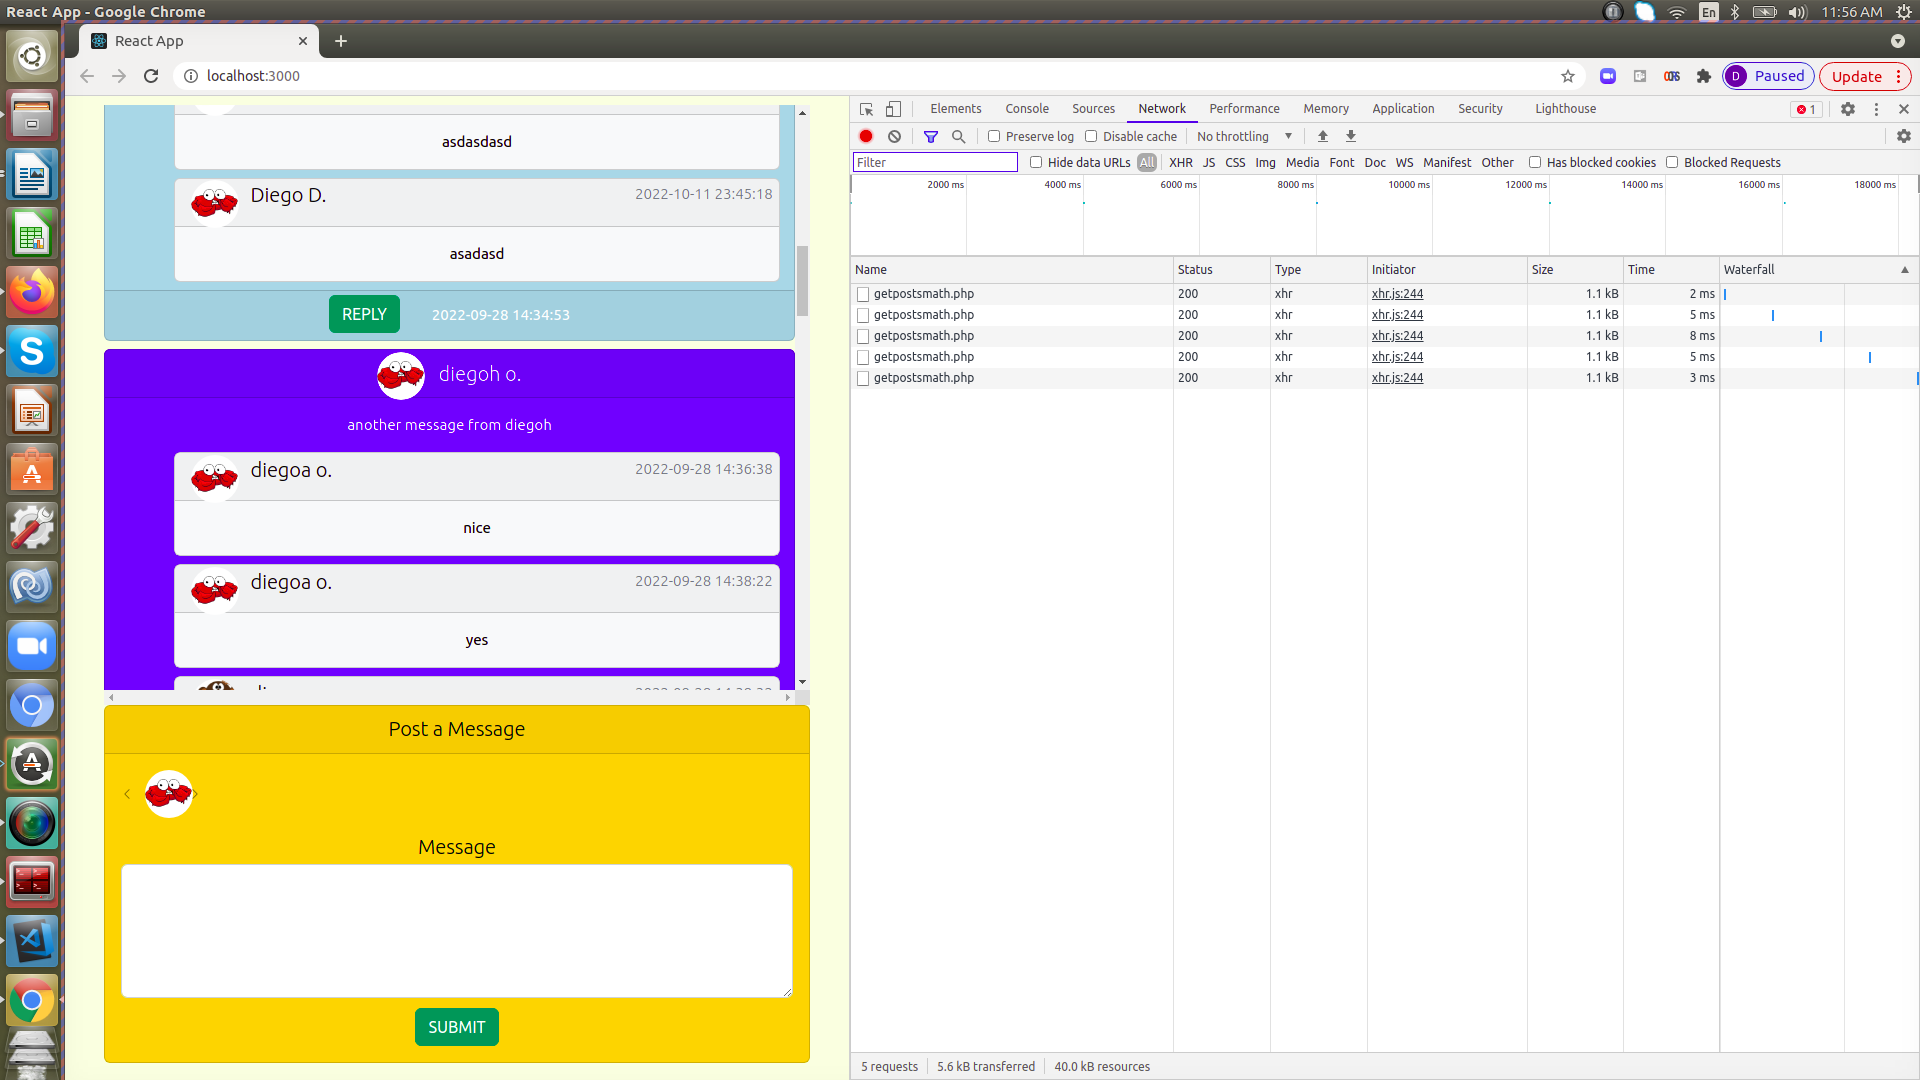 React App - Google Chrome
En
11:56 AM
React App
localhost:3000
D Paused
Update
asdasdasd
Diego D.
2022-10-11 23:45:18
asadasd
REPLY
2022-09-28 14:34:53
diegoh o.
another message from diegoh
diegoa o.
2022-09-28 14:36:38
nice
diegoa o.
2022-09-28 14:38:22
yes
Post a Message
Message
SUBMIT
Elements Console Sources Network Performance Memory Application Security Lighthouse 1
Preserve log Disable cache No throttling
Filter Hide data URLs All XHR JS CSS Img Media Font Doc WS Manifest Other Has blocked cookies Blocked Requests
2000 ms 4000 ms 6000 ms 8000 ms 10000 ms 12000 ms 14000 ms 16000 ms 18000 ms
Name Status Type Initiator Size Time Waterfall
getpostsmath.php 200 xhr xhr.js:244 1.1 kB 2 ms
getpostsmath.php 200 xhr xhr.js:244 1.1 kB 5 ms
getpostsmath.php 200 xhr xhr.js:244 1.1 kB 8 ms
getpostsmath.php 200 xhr xhr.js:244 1.1 kB 5 ms
getpostsmath.php 200 xhr xhr.js:244 1.1 kB 3 ms
5 requests 5.6 kB transferred 40.0 kB resources